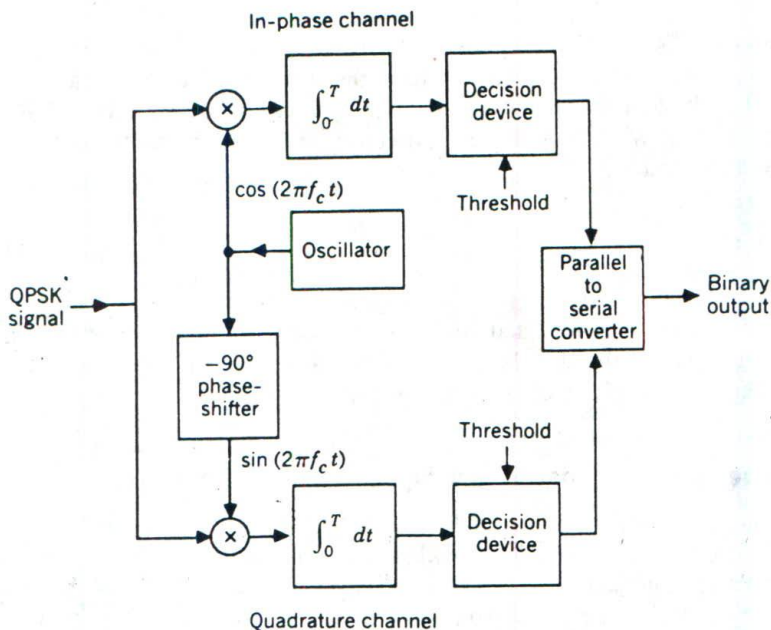 In-phase channel
∫₀ᵀ dt
Decision
device
cos (2πf_c t)
Threshold
Oscillator
QPSK
signal
Parallel
to
serial
converter
Binary
output
−90°
phase-
shifter
Threshold
sin (2πf_c t)
∫₀ᵀ dt
Decision
device
Quadrature channel